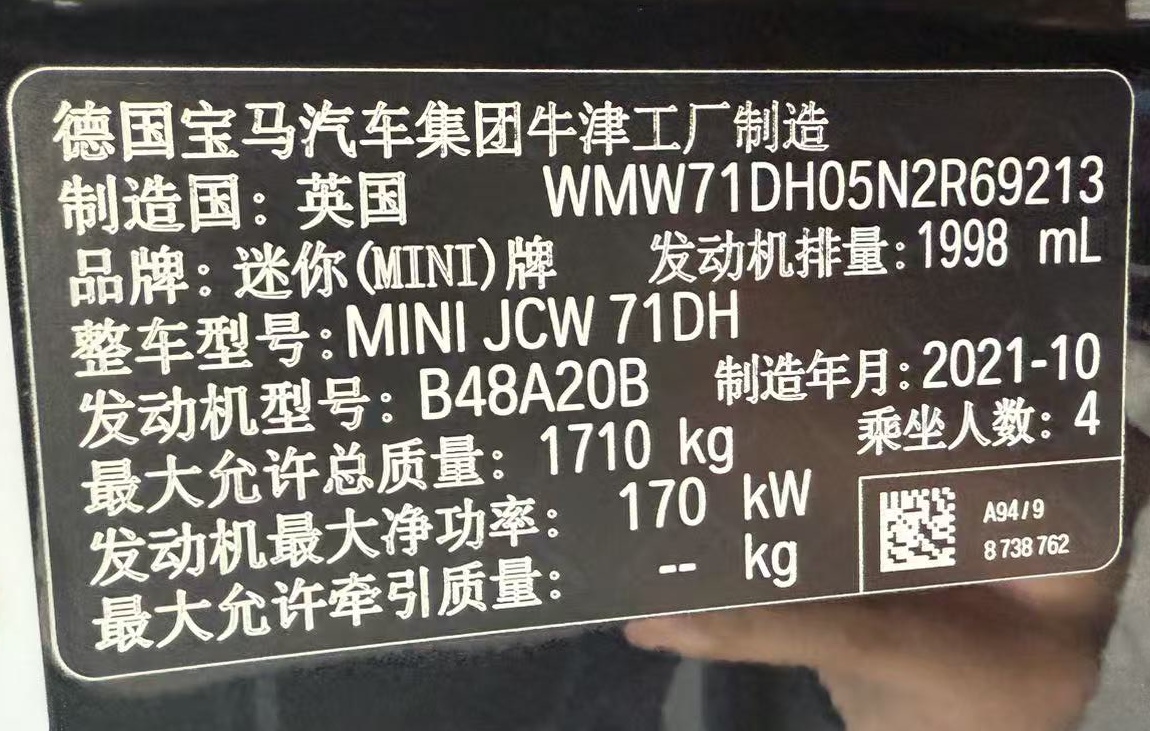 德国宝马汽车集团牛津工厂制造
制造国：英国 WMW71DH05N2R69213
品牌：迷你(MINI)牌 发动机排量：1998 mL
整车型号：MINI JCW 71DH
发动机型号：B48A20B 制造年月：2021-10
最大允许总质量：1710 kg 乘坐人数：4
发动机最大净功率：170 kW
最大允许牵引质量：-- kg
A94/9
8 738 762